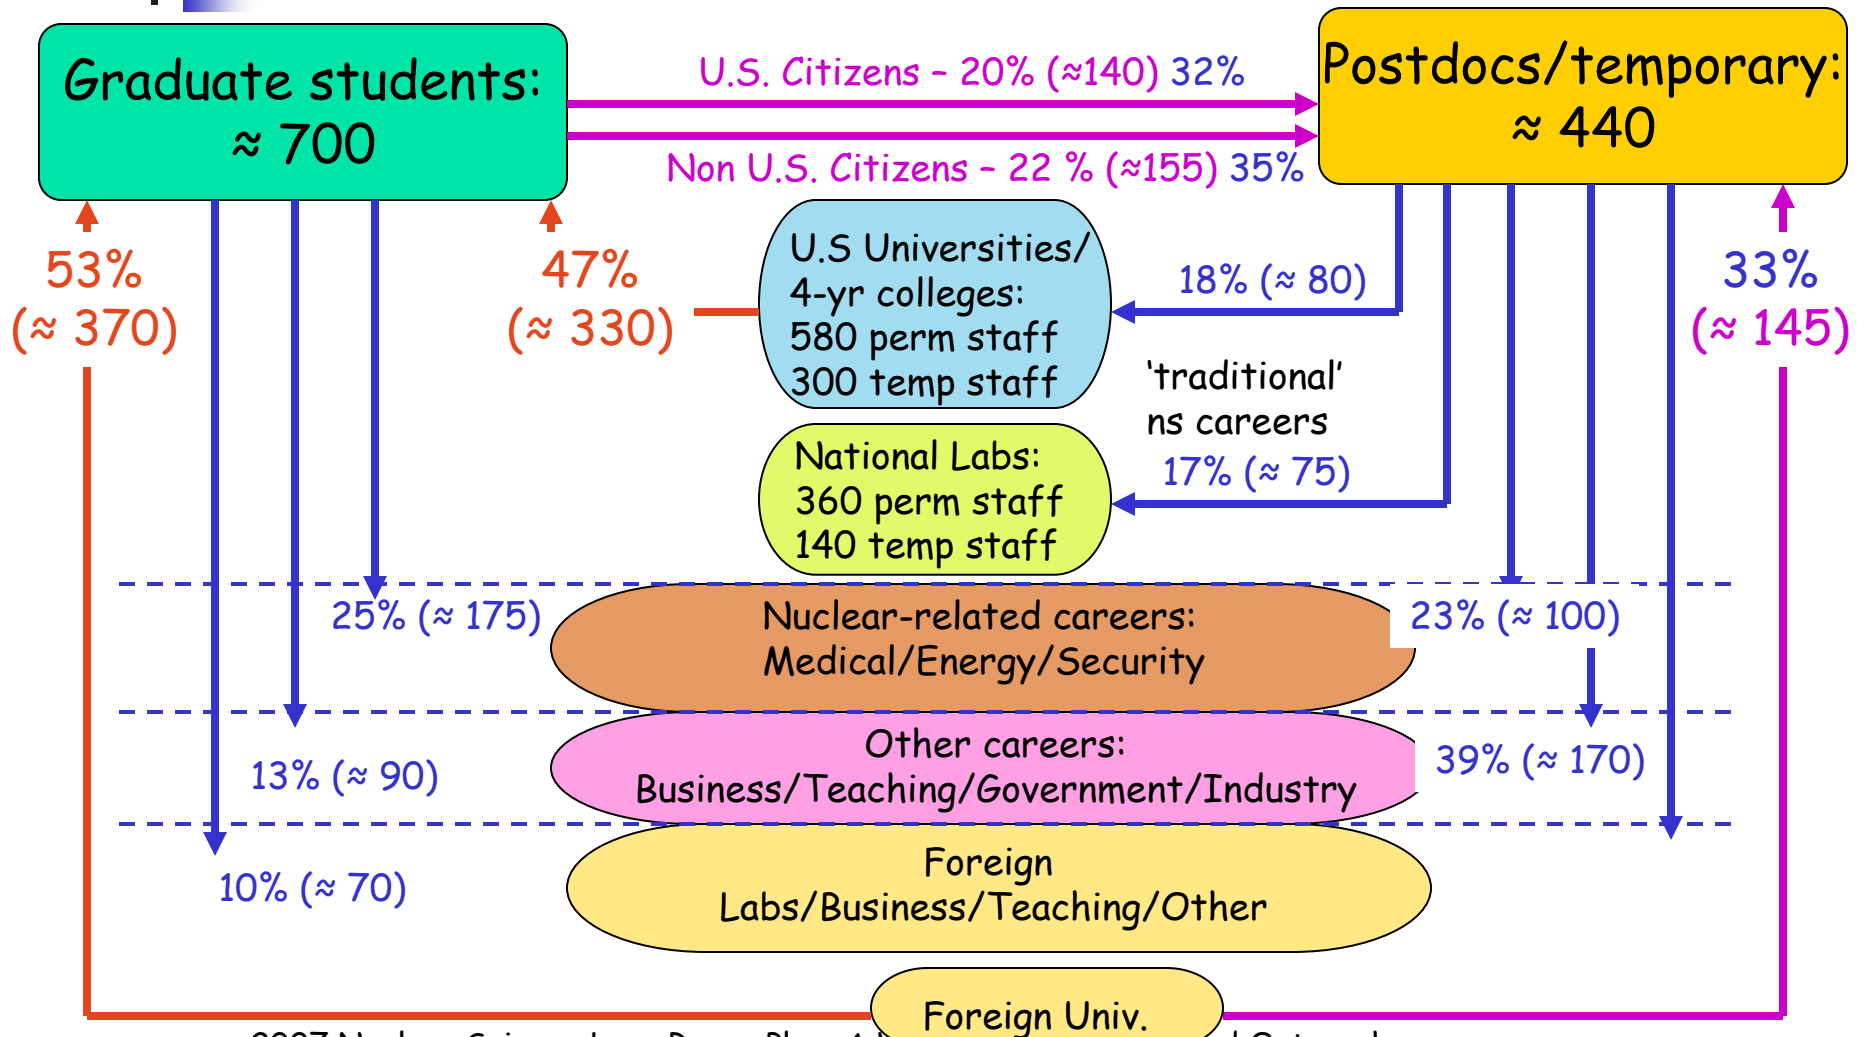 Graduate students:
≈ 700
U.S. Citizens – 20% (≈140) 32%
Non U.S. Citizens – 22 % (≈155) 35%
Postdocs/temporary:
≈ 440
53%
(≈ 370)
47%
(≈ 330)
U.S Universities/
4-yr colleges:
580 perm staff
300 temp staff
18% (≈ 80)
33%
(≈ 145)
‘traditional’
ns careers
17% (≈ 75)
National Labs:
360 perm staff
140 temp staff
25% (≈ 175)
Nuclear-related careers:
Medical/Energy/Security
23% (≈ 100)
13% (≈ 90)
Other careers:
Business/Teaching/Government/Industry
39% (≈ 170)
10% (≈ 70)
Foreign
Labs/Business/Teaching/Other
Foreign Univ.